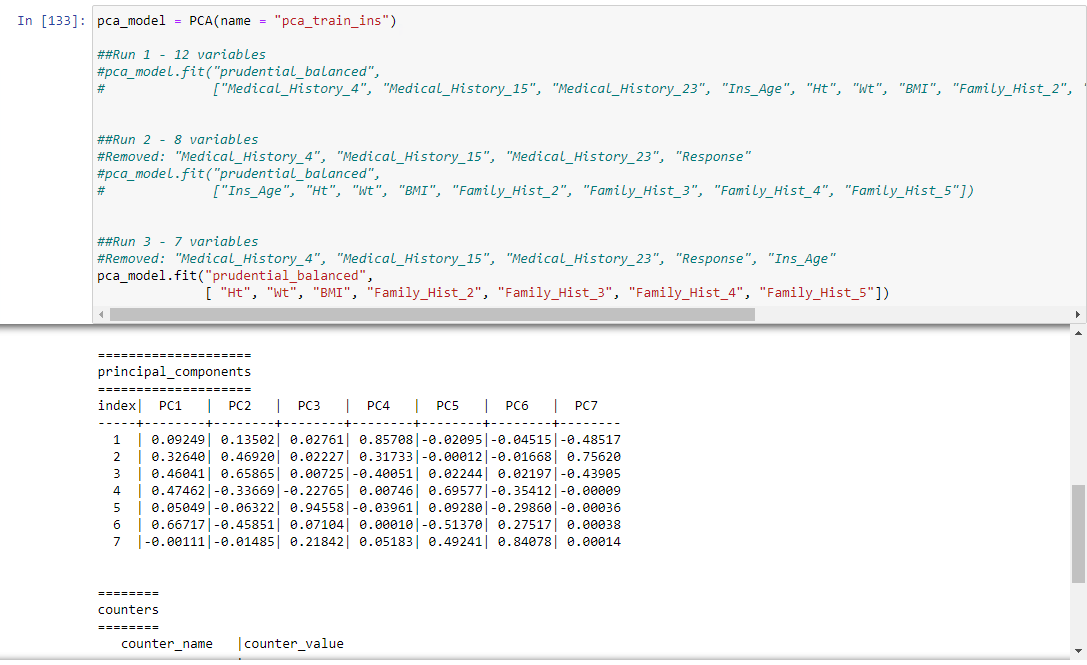 In [133]: pca_model = PCA(name = "pca_train_ins")
##Run 1 - 12 variables
#pca_model.fit("prudential_balanced",
#              ["Medical_History_4", "Medical_History_15", "Medical_History_23", "Ins_Age", "Ht", "Wt", "BMI", "Family_Hist_2", "
##Run 2 - 8 variables
#Removed: "Medical_History_4", "Medical_History_15", "Medical_History_23", "Response"
#pca_model.fit("prudential_balanced",
#              ["Ins_Age", "Ht", "Wt", "BMI", "Family_Hist_2", "Family_Hist_3", "Family_Hist_4", "Family_Hist_5"])
##Run 3 - 7 variables
#Removed: "Medical_History_4", "Medical_History_15", "Medical_History_23", "Response", "Ins_Age"
pca_model.fit("prudential_balanced",
              [ "Ht", "Wt", "BMI", "Family_Hist_2", "Family_Hist_3", "Family_Hist_4", "Family_Hist_5"])
====================
principal_components
====================
index|  PC1   |  PC2   |  PC3   |  PC4   |  PC5   |  PC6   |  PC7
-----+--------+--------+--------+--------+--------+--------+--------
  1  | 0.09249| 0.13502| 0.02761| 0.85708|-0.02095|-0.04515|-0.48517
  2  | 0.32640| 0.46920| 0.02227| 0.31733|-0.00012|-0.01668| 0.75620
  3  | 0.46041| 0.65865| 0.00725|-0.40051| 0.02244| 0.02197|-0.43905
  4  | 0.47462|-0.33669|-0.22765| 0.00746| 0.69577|-0.35412|-0.00009
  5  | 0.05049|-0.06322| 0.94558|-0.03961| 0.09280|-0.29860|-0.00036
  6  | 0.66717|-0.45851| 0.07104| 0.00010|-0.51370| 0.27517| 0.00038
  7  |-0.00111|-0.01485| 0.21842| 0.05183| 0.49241| 0.84078| 0.00014
========
counters
========
   counter_name   |counter_value